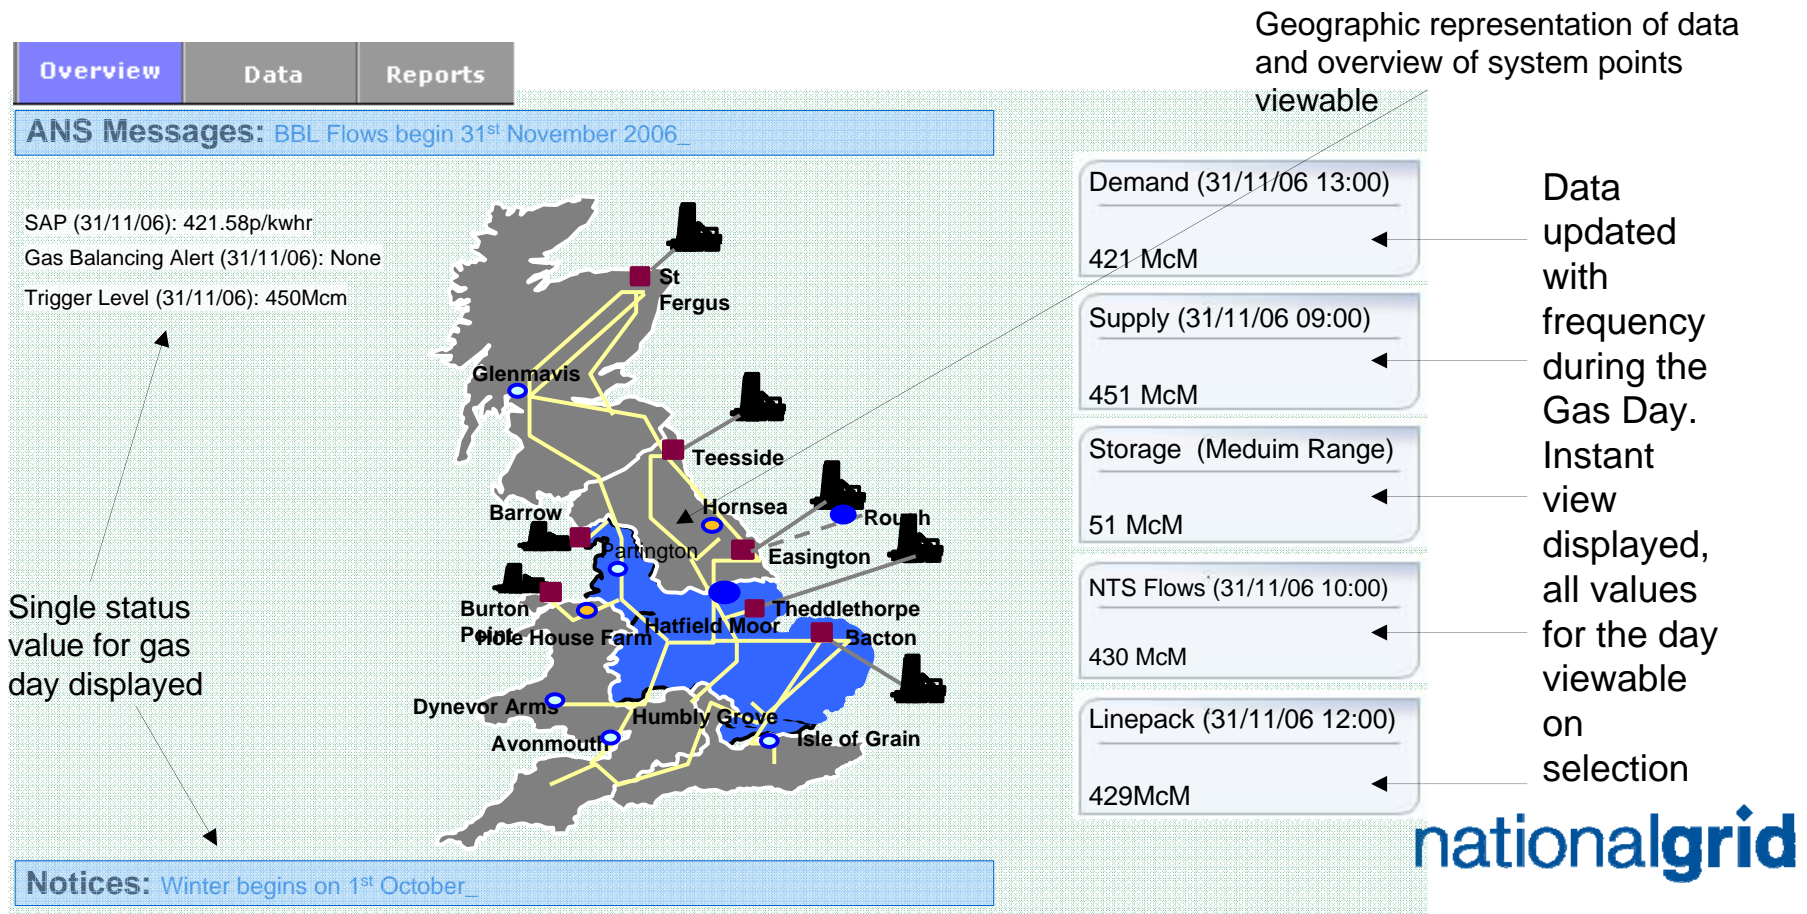 Geographic representation of data
and overview of system points
viewable
Overview
Data
Reports
ANS Messages: BBL Flows begin 31st November 2006_
SAP (31/11/06): 421.58p/kwhr
Gas Balancing Alert (31/11/06): None
Trigger Level (31/11/06): 450Mcm
St
Fergus
Glenmavis
Teesside
Hornsea
Barrow
Rough
Partington
Easington
Burton
Point
Hole House Farm
Hatfield Moor
Theddlethorpe
Bacton
Dynevor Arms
Humbly Grove
Avonmouth
Isle of Grain
Demand (31/11/06 13:00)
421 McM
Supply (31/11/06 09:00)
451 McM
Storage  (Meduim Range)
51 McM
NTS Flows (31/11/06 10:00)
430 McM
Linepack (31/11/06 12:00)
429McM
Data
updated
with
frequency
during the
Gas Day.
Instant
view
displayed,
all values
for the day
viewable
on
selection
Single status
value for gas
day displayed
Notices: Winter begins on 1st October_
nationalgrid